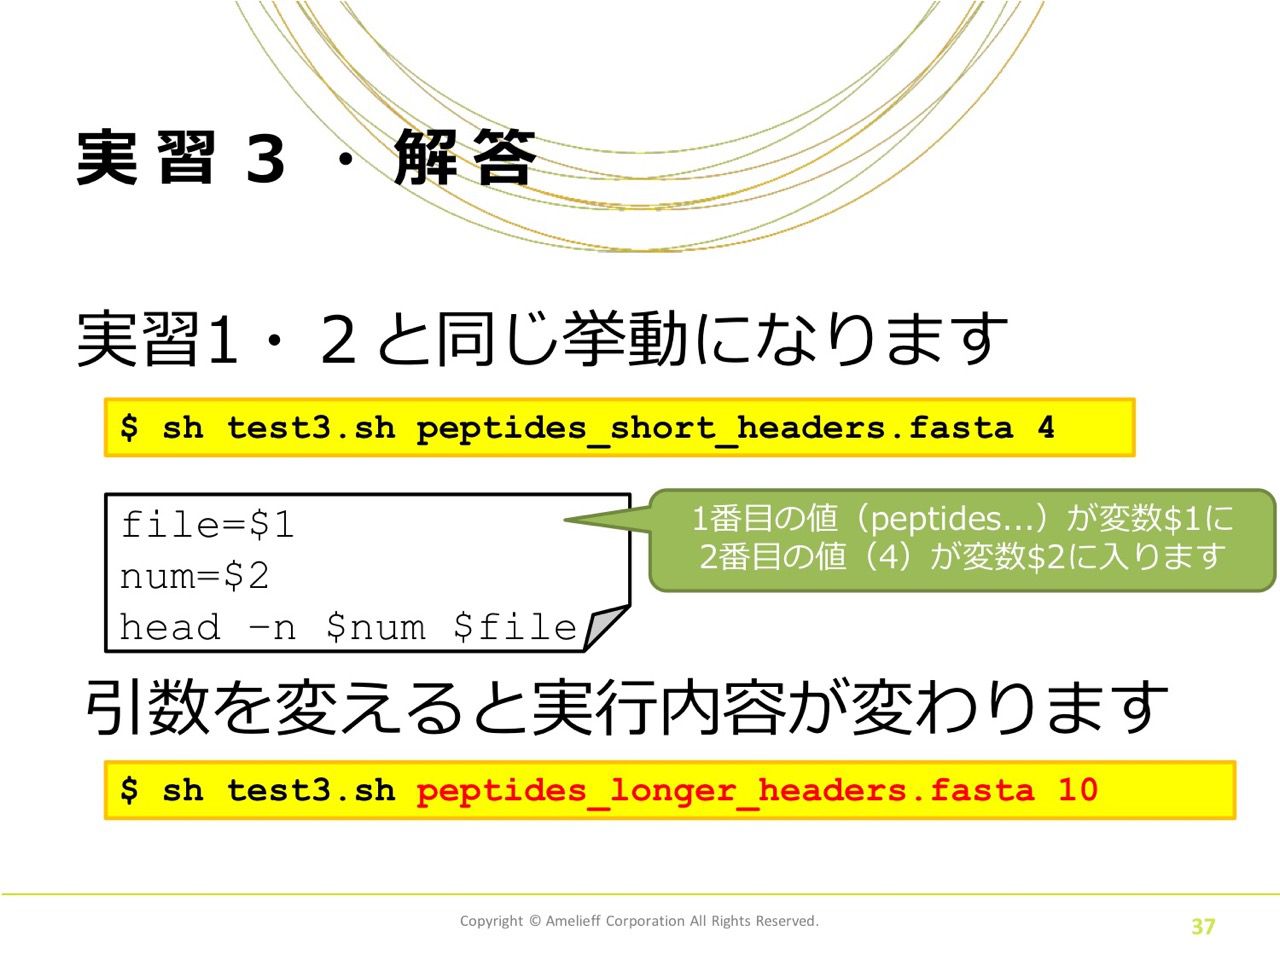 実習３・解答
実習1・２と同じ挙動になります
$ sh test3.sh peptides_short_headers.fasta 4
file=$1
num=$2
head –n $num $file
1番目の値（peptides...）が変数$1に
2番目の値（4）が変数$2に入ります
引数を変えると実行内容が変わります
$ sh test3.sh peptides_longer_headers.fasta 10
Copyright © Amelieff Corporation All Rights Reserved.
37